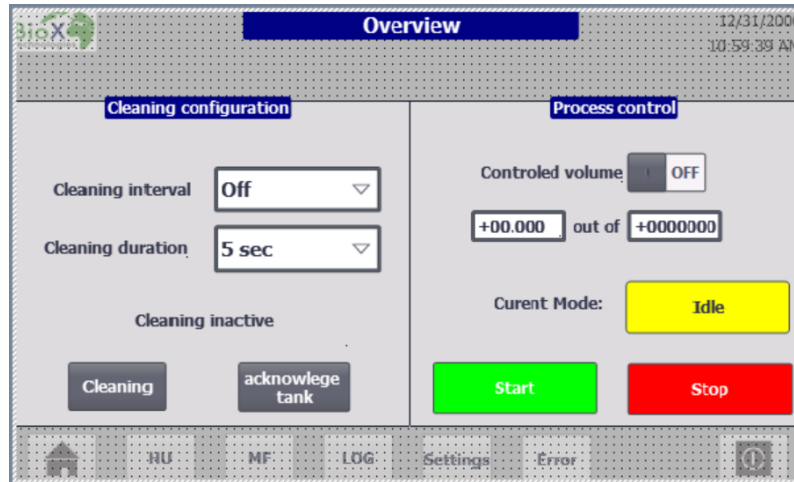 BioX
Overview
12/31/200
10:59:39 AM
Cleaning configuration
Process control
Cleaning interval
Off
Cleaning duration
5 sec
Cleaning inactive
Cleaning
acknowlege
tank
Controled volume
OFF
+00.000 out of +0000000
Curent Mode:
Idle
Start
Stop
HU
MF
LOG
Settings
Error